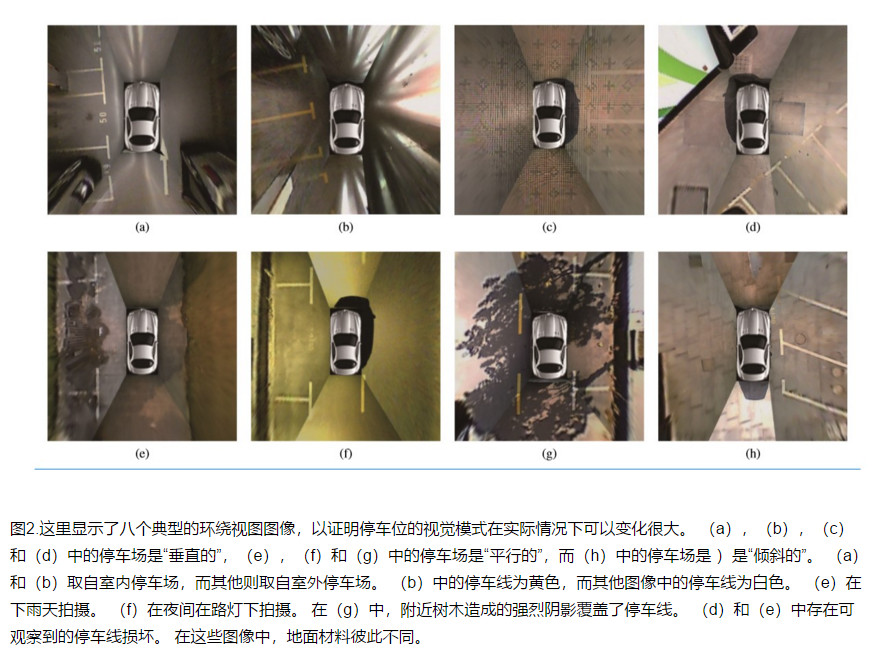 (a)
(b)
(c)
(d)
(e)
(f)
(g)
(h)
图2.这里显示了八个典型的环绕视图图像，以证明停车位的视觉模式在实际情况下可以变化很大。 （a），（b），（c）
和（d）中的停车场是“垂直的”，（e），（f）和（g）中的停车场是“平行的”，而（h）中的停车场是 ）是“倾斜的”。 （a）
和（b）取自室内停车场，而其他则取自室外停车场。 （b）中的停车线为黄色，而其他图像中的停车线为白色。 （e）在
下雨天拍摄。 （f）在夜间在路灯下拍摄。 在（g）中，附近树木造成的强烈阴影覆盖了停车线。 （d）和（e）中存在可
观察到的停车线损坏。 在这些图像中，地面材料彼此不同。